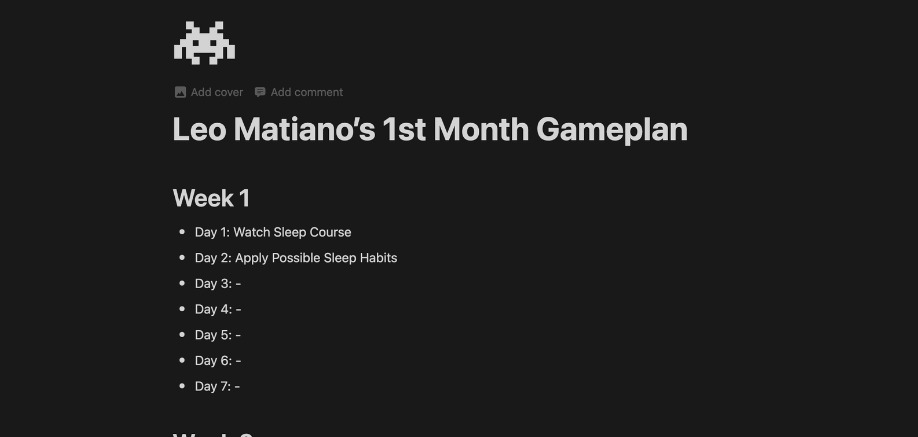 Add cover Add comment
Leo Matiano’s 1st Month Gameplan
Week 1
Day 1: Watch Sleep Course
Day 2: Apply Possible Sleep Habits
Day 3: -
Day 4: -
Day 5: -
Day 6: -
Day 7: -